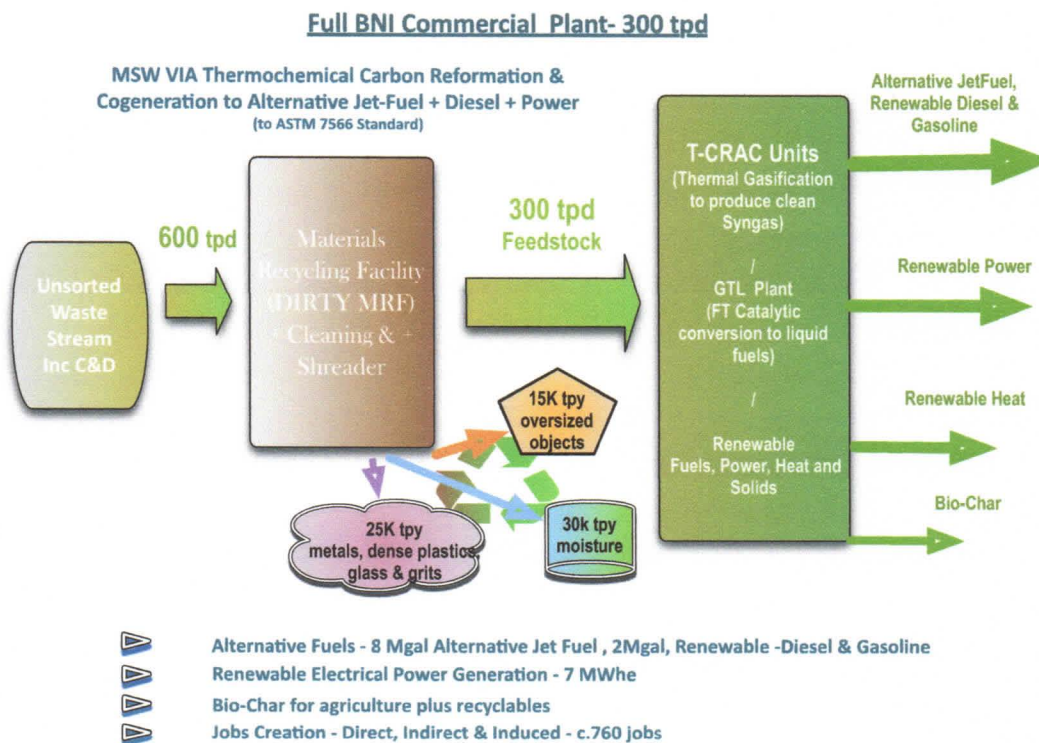 Full BNI Commercial Plant- 300 tpd
MSW VIA Thermochemical Carbon Reformation &
Cogeneration to Alternative Jet-Fuel + Diesel + Power
(to ASTM 7566 Standard)
Alternative JetFuel,
Renewable Diesel &
Gasoline
600 tpd
Unsorted
Waste
Stream
Inc C&D
Materials
Recycling Facility
(DIRTY MRF)
+ Cleaning & +
Shreader
300 tpd
Feedstock
T-CRAC Units
(Thermal Gasification
to produce clean
Syngas)
/
GTL Plant
(FT Catalytic
conversion to liquid
fuels)
/
Renewable
Fuels, Power, Heat and
Solids
Renewable Power
Renewable Heat
Bio-Char
15K tpy
oversized
objects
25K tpy
metals, dense plastics,
glass & grits
30k tpy
moisture
Alternative Fuels - 8 Mgal Alternative Jet Fuel , 2Mgal, Renewable -Diesel & Gasoline
Renewable Electrical Power Generation - 7 MWhe
Bio-Char for agriculture plus recyclables
Jobs Creation - Direct, Indirect & Induced - c.760 jobs